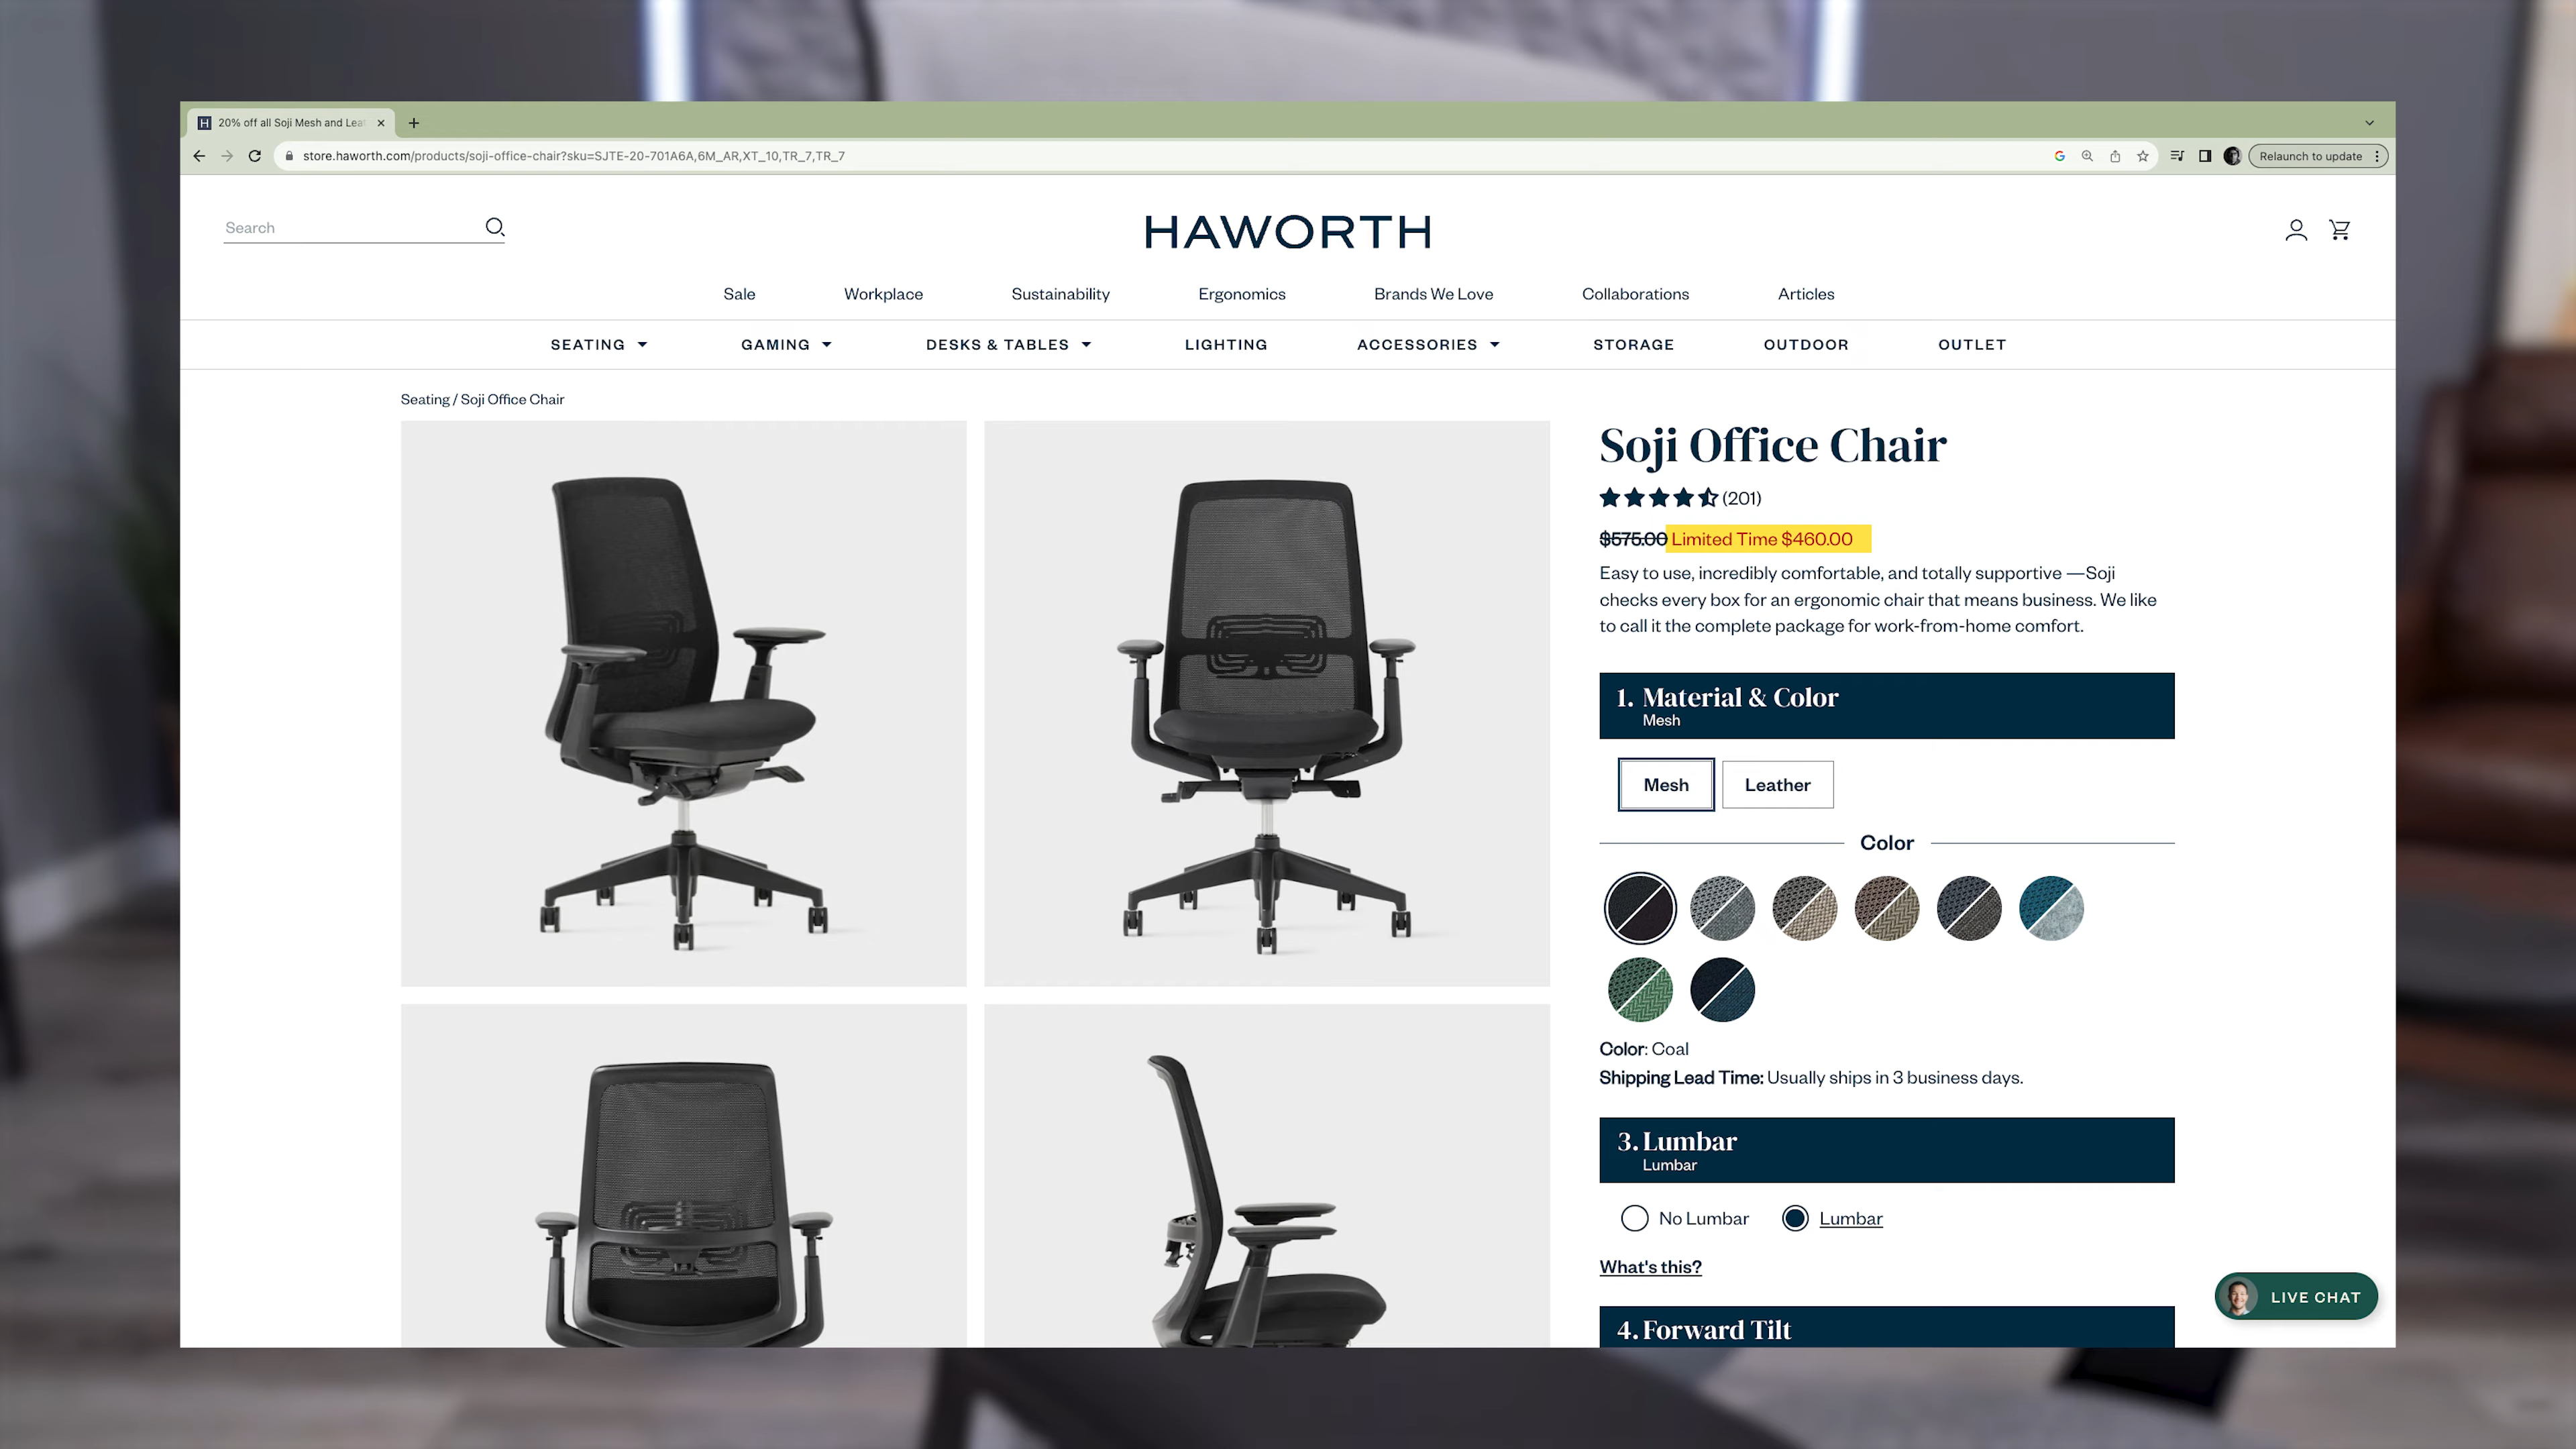 20% off all Soji Mesh and Lea
store.haworth.com/products/soji-office-chair?sku=SJTE-20-701A6A,6M_AR,XT_10,TR_7,TR_7
Relaunch to update
Search
HAWORTH
Sale Workplace Sustainability Ergonomics Brands We Love Collaborations Articles
SEATING GAMING DESKS & TABLES LIGHTING ACCESSORIES STORAGE OUTDOOR OUTLET
Seating / Soji Office Chair
Soji Office Chair
(201)
$575.00 Limited Time $460.00
Easy to use, incredibly comfortable, and totally supportive —Soji
checks every box for an ergonomic chair that means business. We like
to call it the complete package for work-from-home comfort.
1. Material & Color
Mesh
Mesh Leather
Color
Color: Coal
Shipping Lead Time: Usually ships in 3 business days.
3. Lumbar
Lumbar
No Lumbar Lumbar
What's this?
LIVE CHAT
4. Forward Tilt